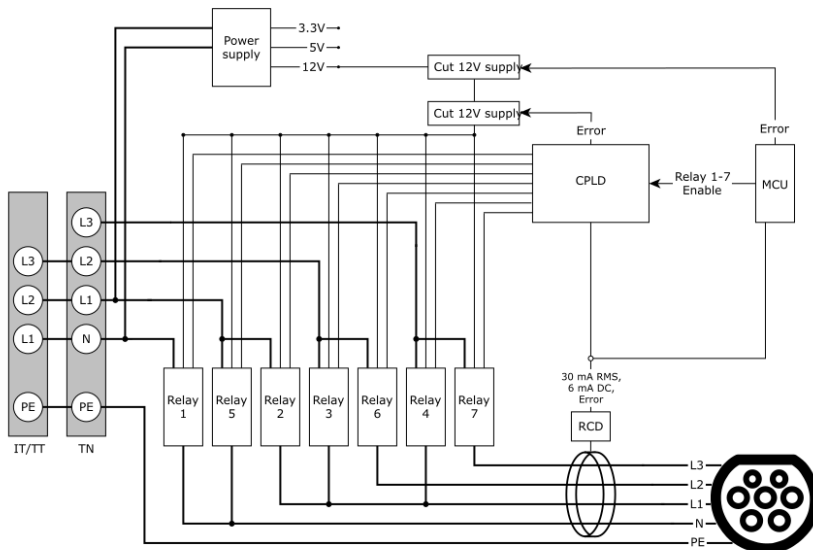 Power
supply
3.3V
5V
12V
Cut 12V supply
Cut 12V supply
Error
Error
CPLD
Relay 1-7
Enable
MCU
L3
L3
L2
L2
L1
L1
N
PE
PE
IT/TT
TN
Relay
1
Relay
5
Relay
2
Relay
3
Relay
6
Relay
4
Relay
7
30 mA RMS,
6 mA DC,
Error
RCD
L3
L2
L1
N
PE